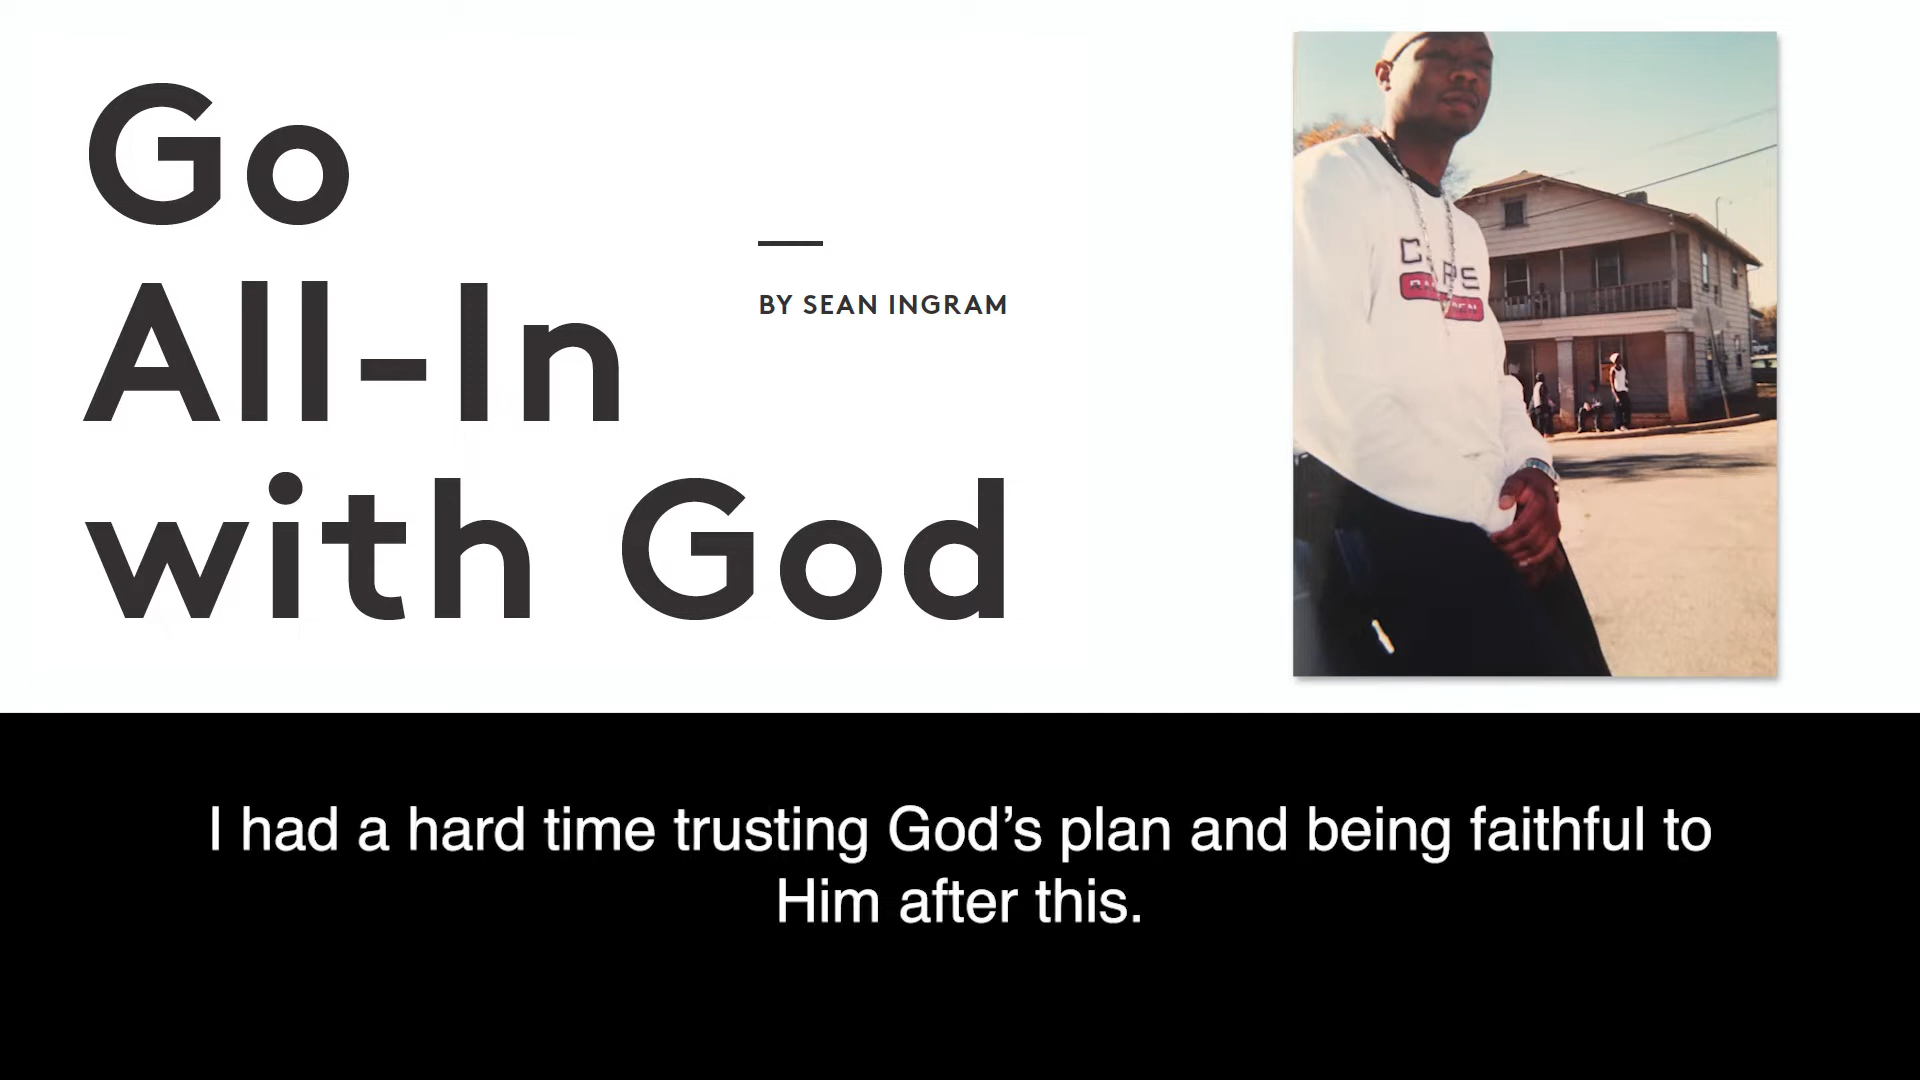 Go
All-In
with God
BY SEAN INGRAM
I had a hard time trusting God’s plan and being faithful to
Him after this.